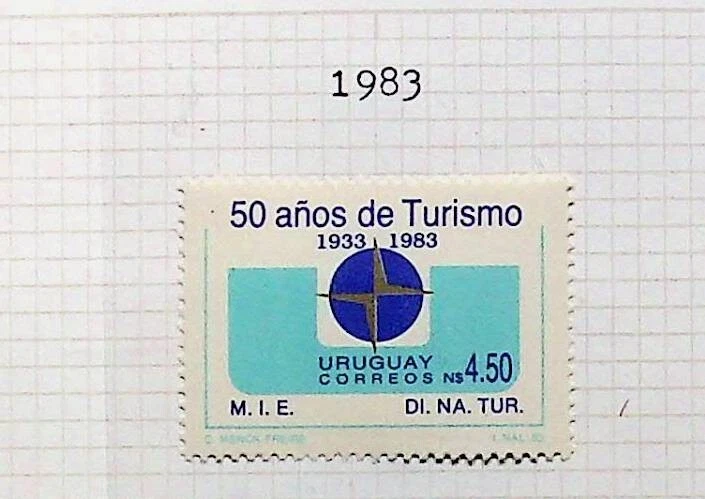 1983
50 años de Turismo
1933 1983
URUGUAY
CORREOS N$4.50
M. I. E. DI. NA. TUR.